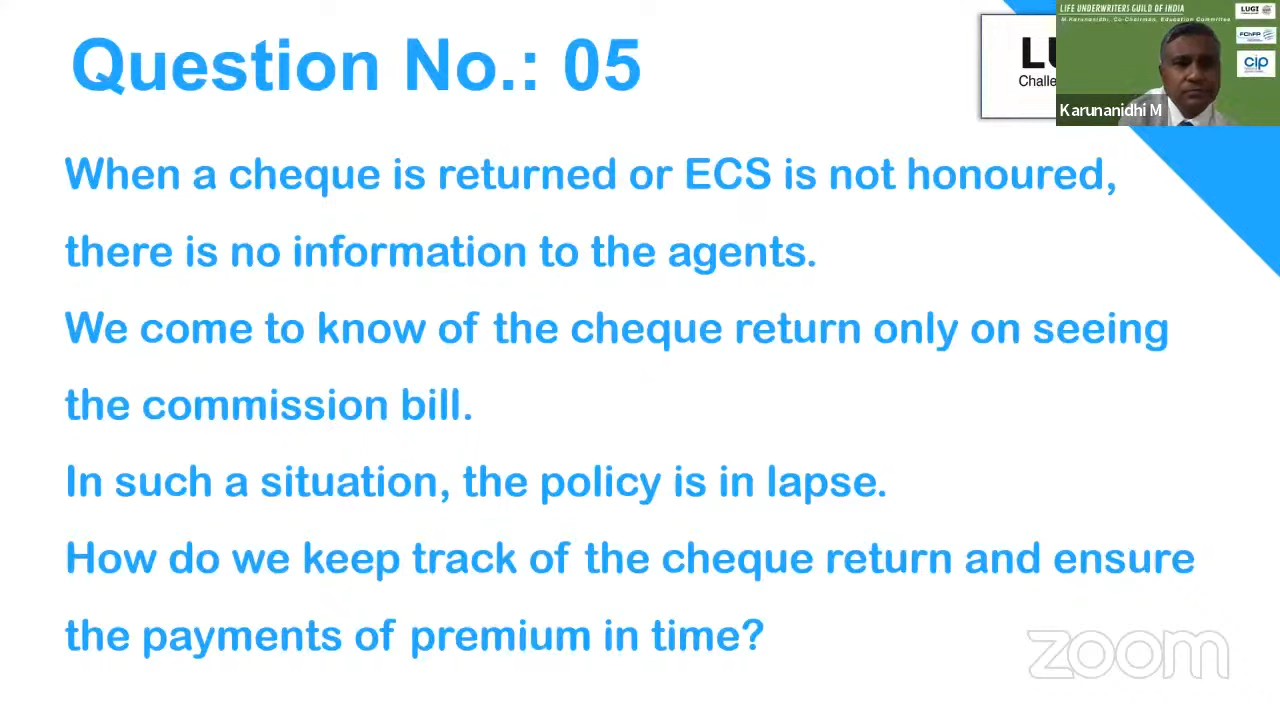 Question No.: 05
LIFE UNDERWRITERS GUILD OF INDIA
M.Karunanidhi, Co-Chairman, Education Committee
LUGI
FChFP
cip
LU
Challe
Karunanidhi M
When a cheque is returned or ECS is not honoured,
there is no information to the agents.
We come to know of the cheque return only on seeing
the commission bill.
In such a situation, the policy is in lapse.
How do we keep track of the cheque return and ensure
the payments of premium in time?
zoom